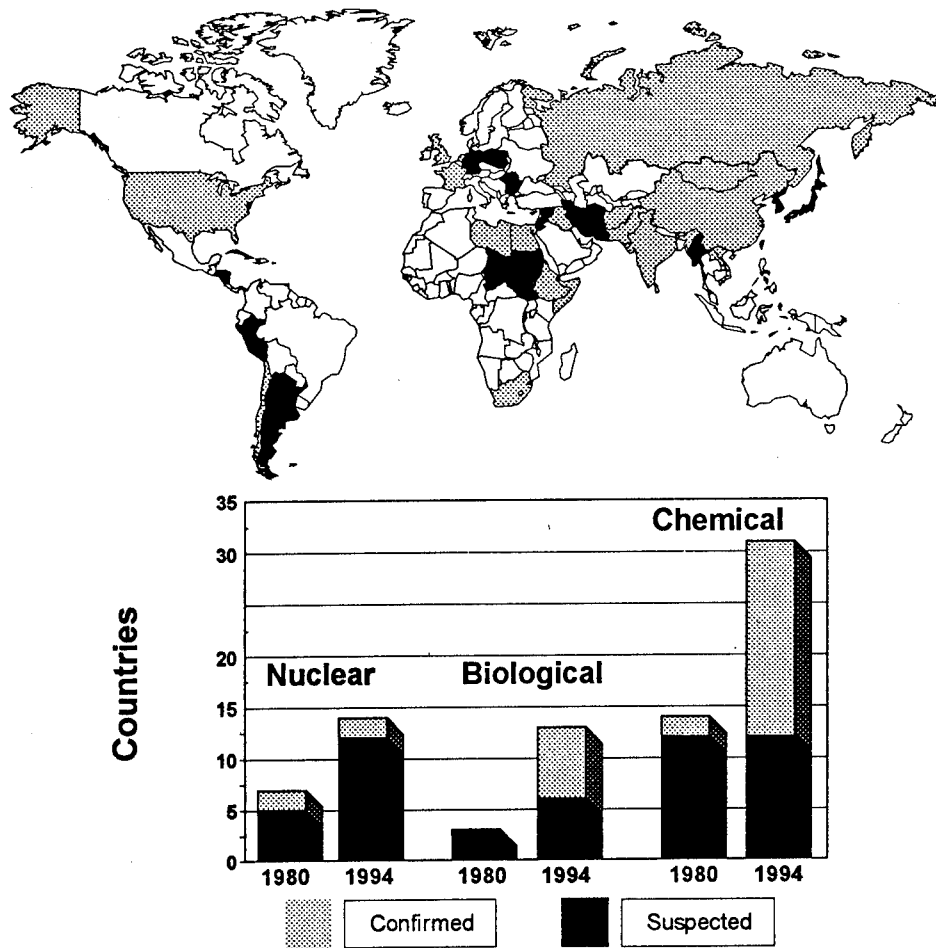 35
Chemical
30
Countries
20
Nuclear
Biological
15
10
5
0
1980
1994
1980
1994
1980
1994
Confirmed
Suspected